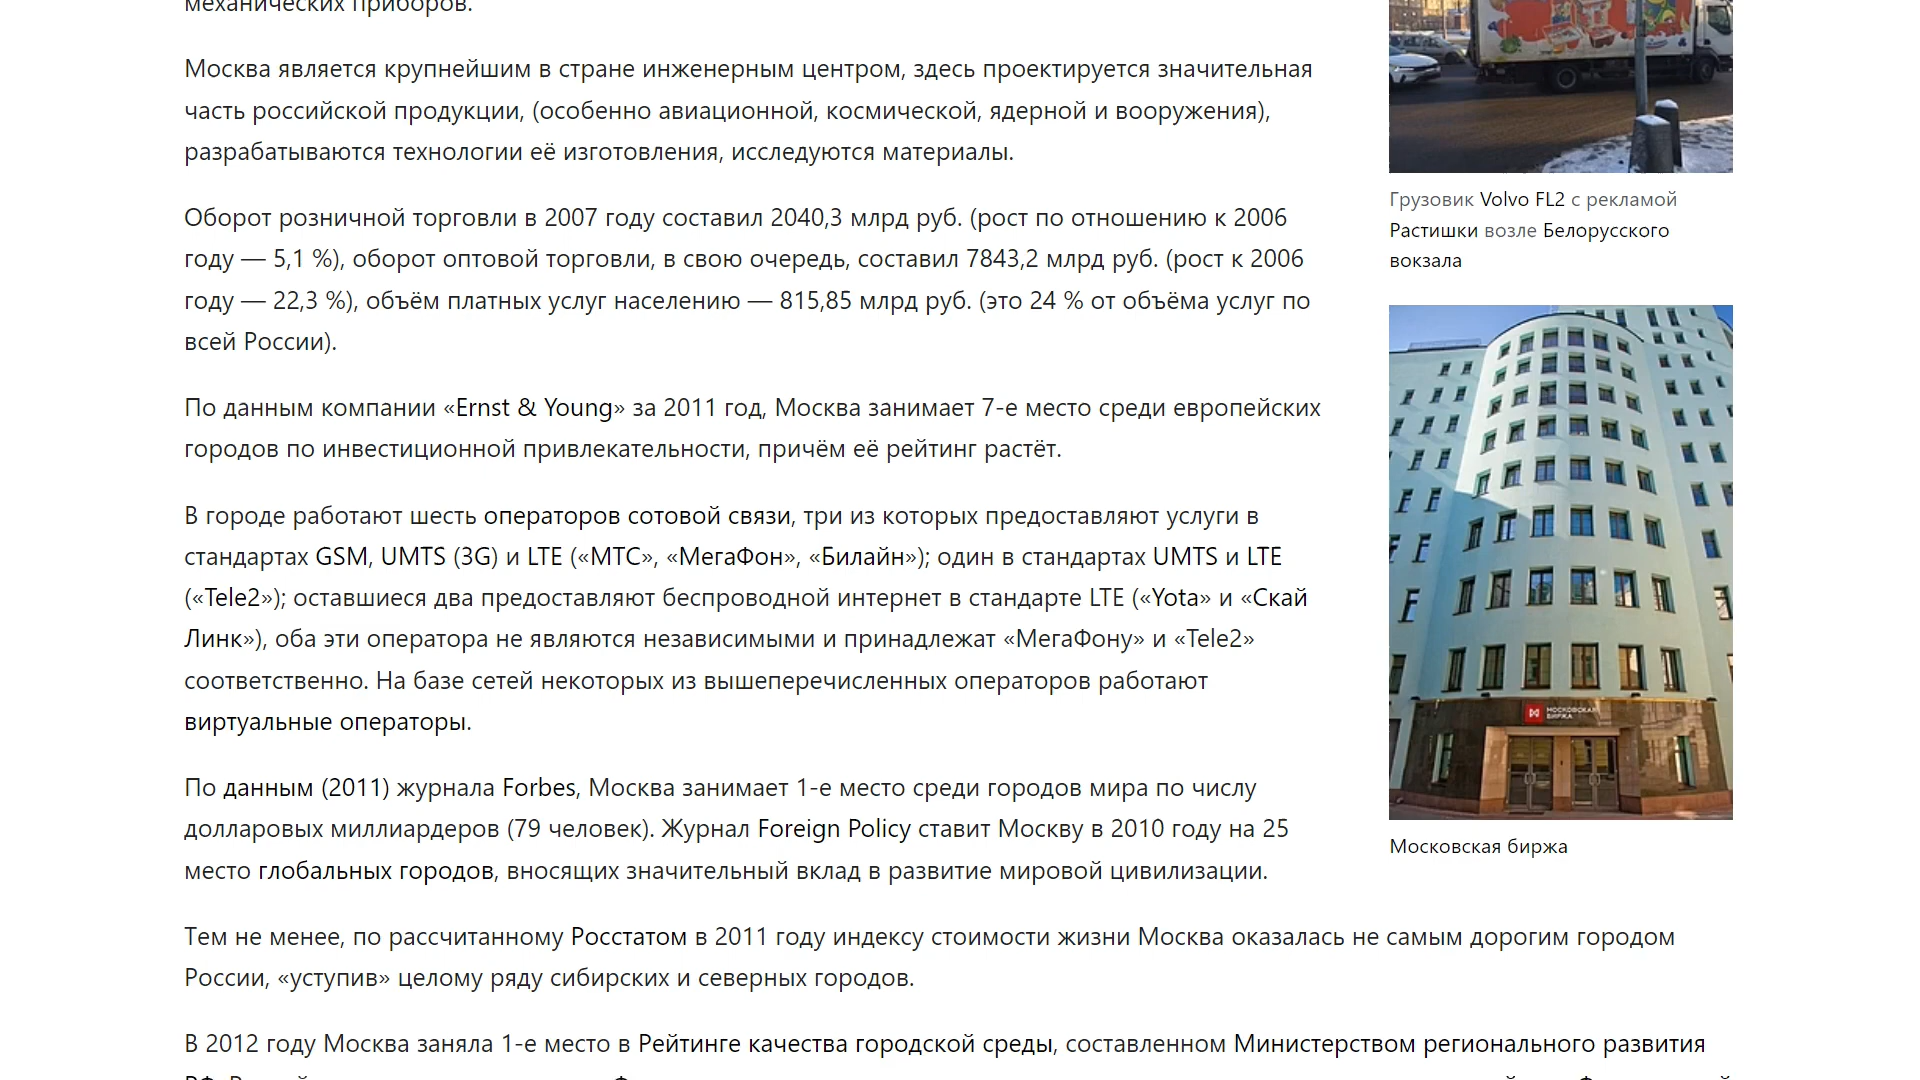 механических приборов.
Москва является крупнейшим в стране инженерным центром, здесь проектируется значительная
часть российской продукции, (особенно авиационной, космической, ядерной и вооружения),
разрабатываются технологии её изготовления, исследуются материалы.
Оборот розничной торговли в 2007 году составил 2040,3 млрд руб. (рост по отношению к 2006
году — 5,1 %), оборот оптовой торговли, в свою очередь, составил 7843,2 млрд руб. (рост к 2006
году — 22,3 %), объём платных услуг населению — 815,85 млрд руб. (это 24 % от объёма услуг по
всей России).
По данным компании «Ernst & Young» за 2011 год, Москва занимает 7-е место среди европейских
городов по инвестиционной привлекательности, причём её рейтинг растёт.
В городе работают шесть операторов сотовой связи, три из которых предоставляют услуги в
стандартах GSM, UMTS (3G) и LTE («МТС», «МегаФон», «Билайн»); один в стандартах UMTS и LTE
(«Tele2»); оставшиеся два предоставляют беспроводной интернет в стандарте LTE («Yota» и «Скай
Линк»), оба эти оператора не являются независимыми и принадлежат «МегаФону» и «Tele2»
соответственно. На базе сетей некоторых из вышеперечисленных операторов работают
виртуальные операторы.
По данным (2011) журнала Forbes, Москва занимает 1-е место среди городов мира по числу
долларовых миллиардеров (79 человек). Журнал Foreign Policy ставит Москву в 2010 году на 25
место глобальных городов, вносящих значительный вклад в развитие мировой цивилизации.
Тем не менее, по рассчитанному Росстатом в 2011 году индексу стоимости жизни Москва оказалась не самым дорогим городом
России, «уступив» целому ряду сибирских и северных городов.
В 2012 году Москва заняла 1-е место в Рейтинге качества городской среды, составленном Министерством регионального развития
Грузовик Volvo FL2 с рекламой
Растишки возле Белорусского
вокзала
МОСКОВСКАЯ
БИРЖА
Московская биржа